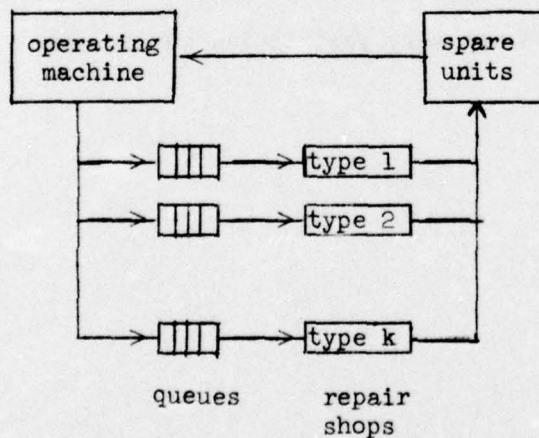 operating
machine
spare
units
type 1
type 2
type k
queues
repair
shops